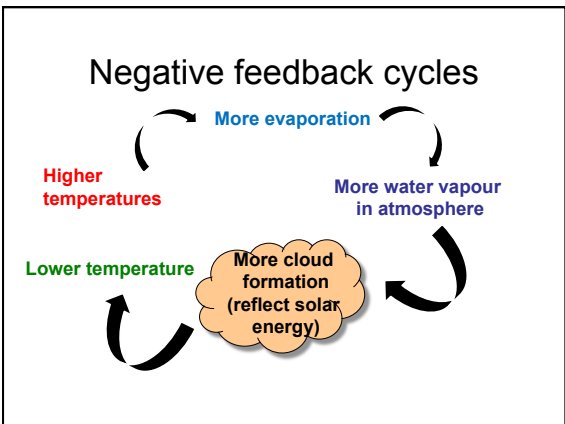 Negative feedback cycles
More evaporation
Higher
temperatures
More water vapour
in atmosphere
More cloud
formation
(reflect solar
energy)
Lower temperature